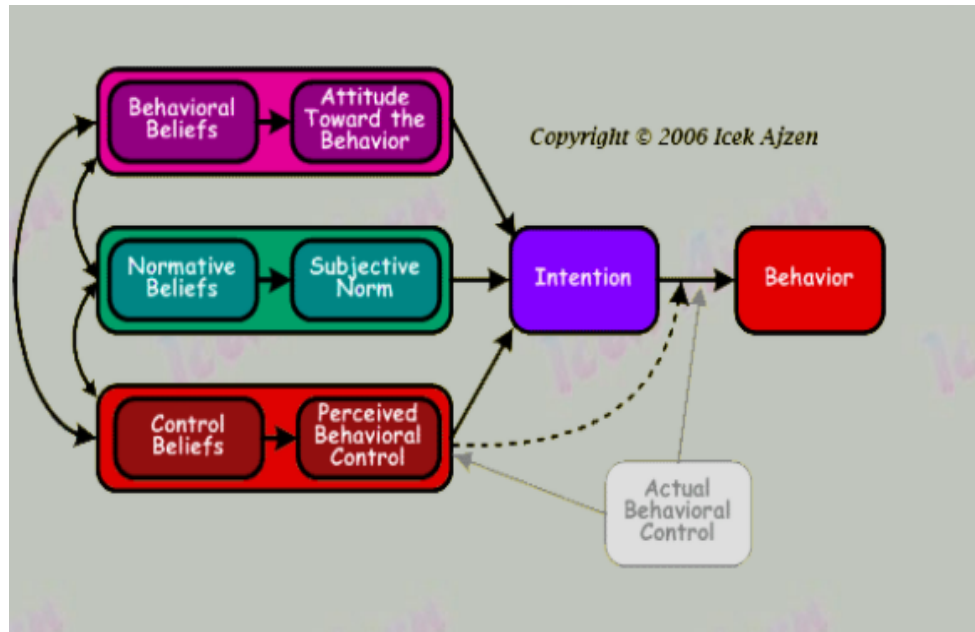 Behavioral
Beliefs
Attitude
Toward the
Behavior
Copyright © 2006 Icek Ajzen
Normative
Beliefs
Subjective
Norm
Intention
Behavior
Control
Beliefs
Perceived
Behavioral
Control
Actual
Behavioral
Control